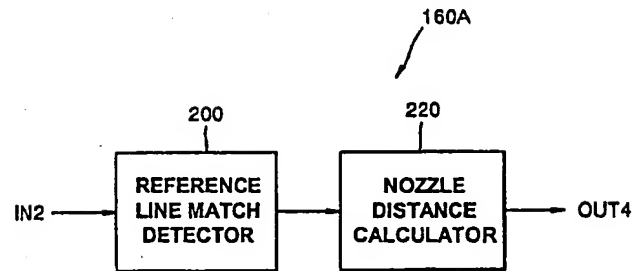 160A
200
220
IN2
REFERENCE
LINE MATCH
DETECTOR
NOZZLE
DISTANCE
CALCULATOR
OUT4